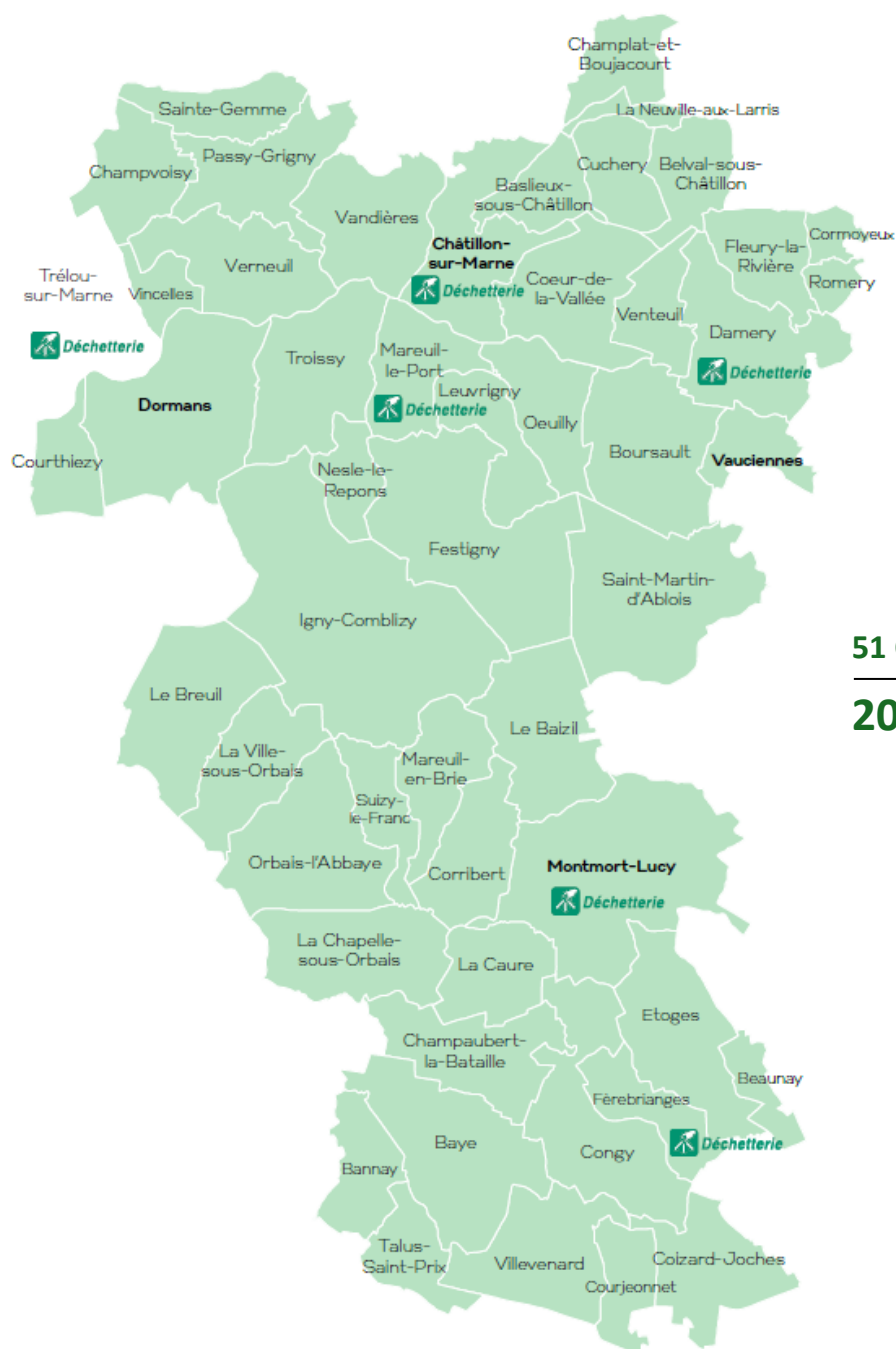 Champlat-et-
Boujacourt
La Neuville-aux-Larris
Sainte-Gemme
Passy-Grigny
Champvoisy
Cuchery
Belval-sous-
Châtillon
Baslieux-
sous-Châtillon
Vandières
Châtillon-
sur-Marne
Déchetterie
Cormoyeux
Fleury-la-
Rivière
Romery
Verneuil
Coeur-de-
la-Vallée
Trélou-
sur-Marne
Vincelles
Déchetterie
Venteuil
Damery
Déchetterie
Troissy
Mareuil-
le-Port
Déchetterie
Leuvrigny
Dormans
Oeuilly
Boursault
Vauciennes
Courthiezy
Nesle-le-
Repons
Festigny
Saint-Martin-
d'Ablois
Igny-Comblizy
51
20
Le Breuil
Le Baizil
La Ville-
sous-Orbais
Mareuil-
en-Brie
Suizy-
le-Franc
Orbais-l'Abbaye
Corribert
Montmort-Lucy
Déchetterie
La Chapelle-
sous-Orbais
La Caure
Etoges
Champaubert-
la-Bataille
Beaunay
Fèrebrianges
Déchetterie
Baye
Congy
Bannay
Talus-
Saint-Prix
Villevenard
Coizard-Joches
Courjeonnet